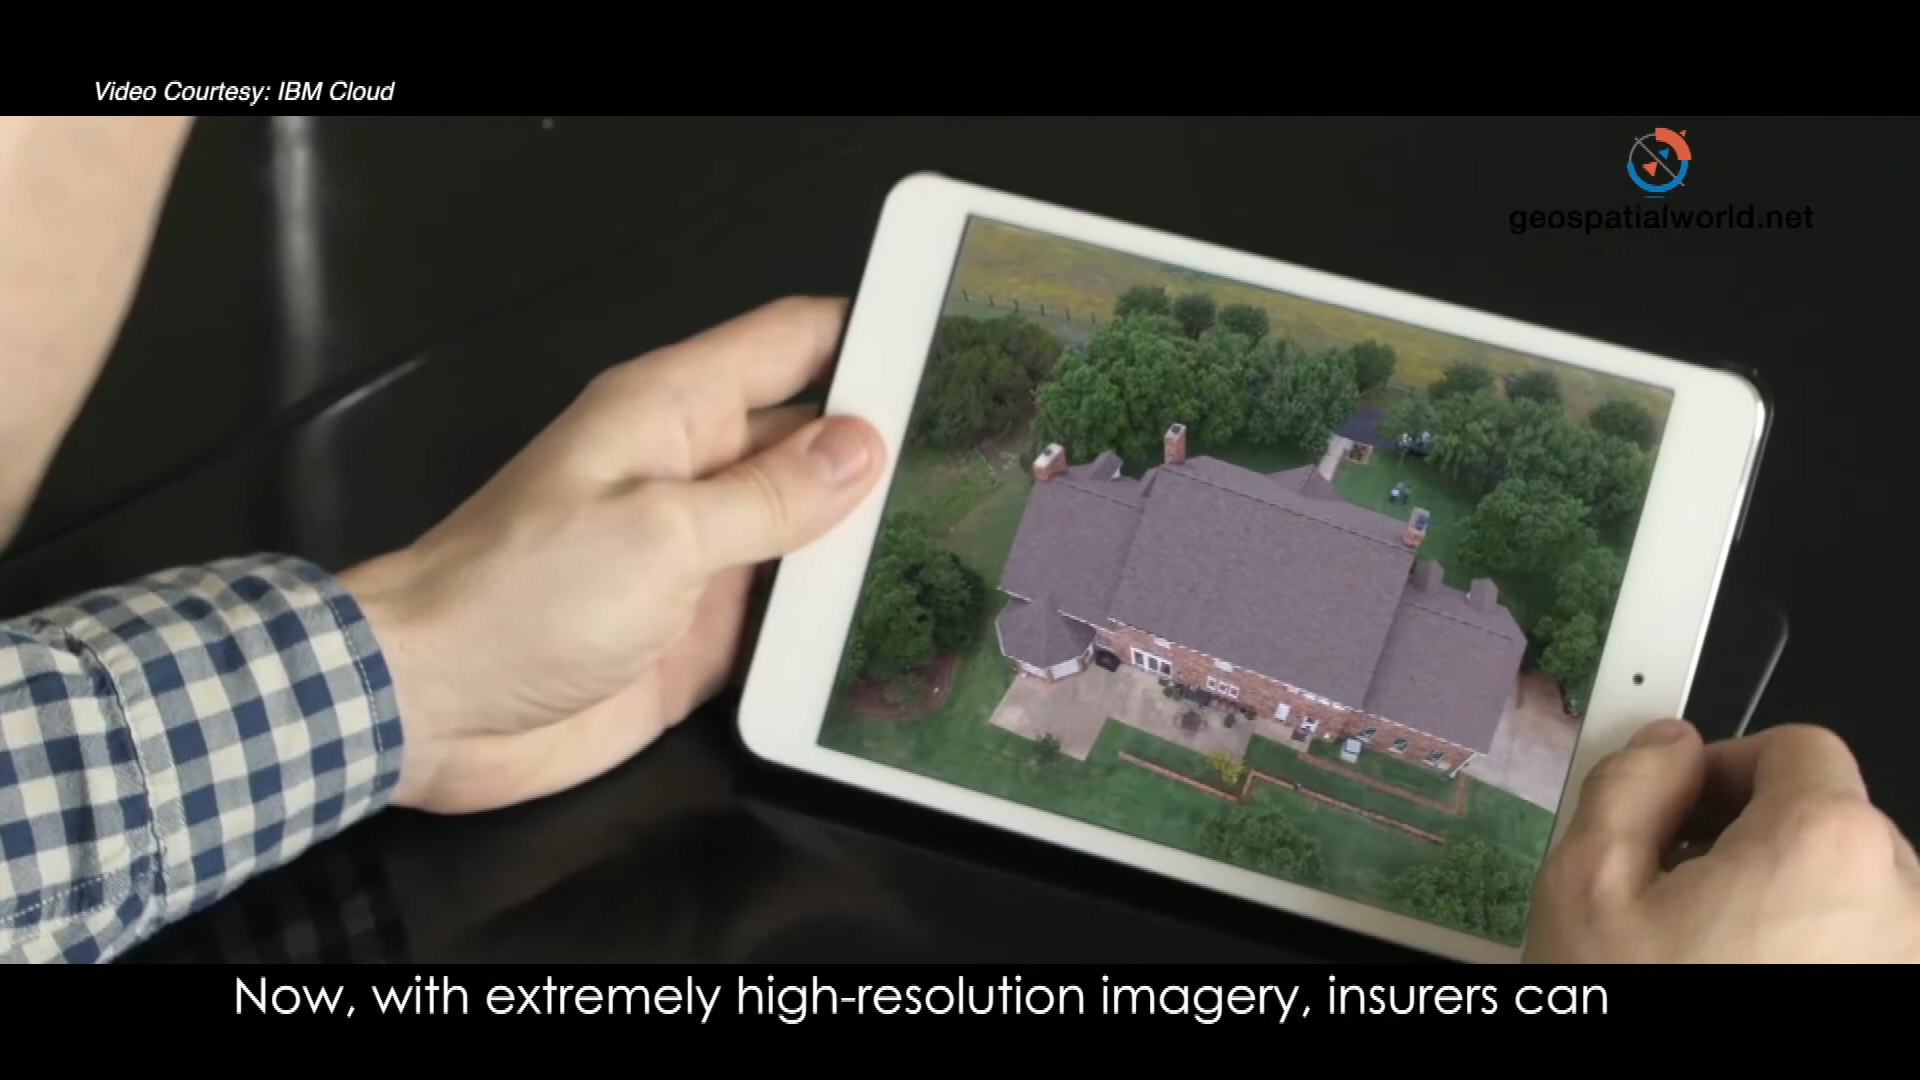 Video Courtesy: IBM Cloud
geospatialworld.net
Now, with extremely high-resolution imagery, insurers can